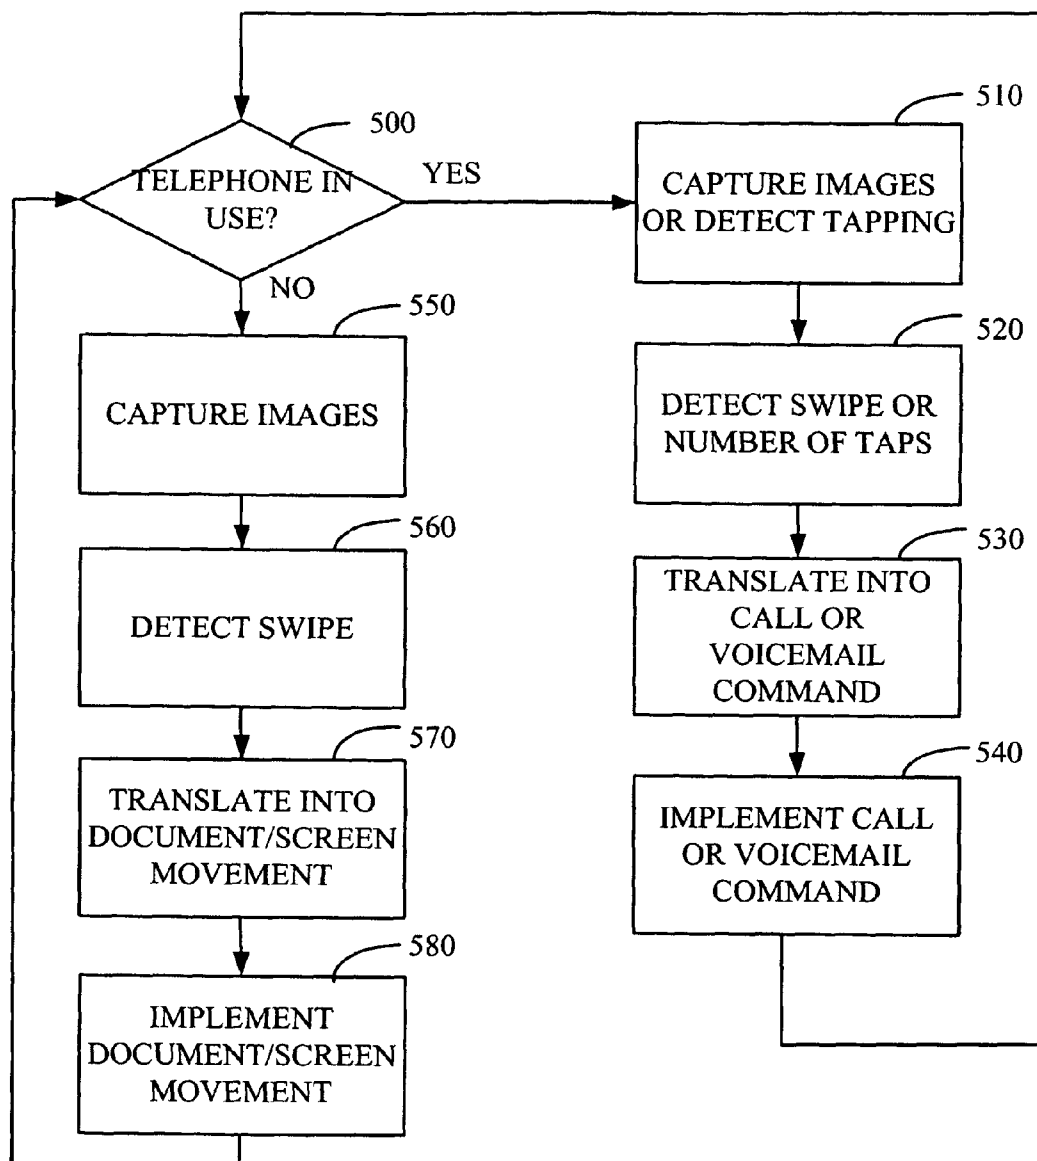 500
TELEPHONE IN
USE?
YES
NO
510
CAPTURE IMAGES
OR DETECT TAPPING
520
DETECT SWIPE OR
NUMBER OF TAPS
530
TRANSLATE INTO
CALL OR
VOICEMAIL
COMMAND
540
IMPLEMENT CALL
OR VOICEMAIL
COMMAND
550
CAPTURE IMAGES
560
DETECT SWIPE
570
TRANSLATE INTO
DOCUMENT/SCREEN
MOVEMENT
580
IMPLEMENT
DOCUMENT/SCREEN
MOVEMENT